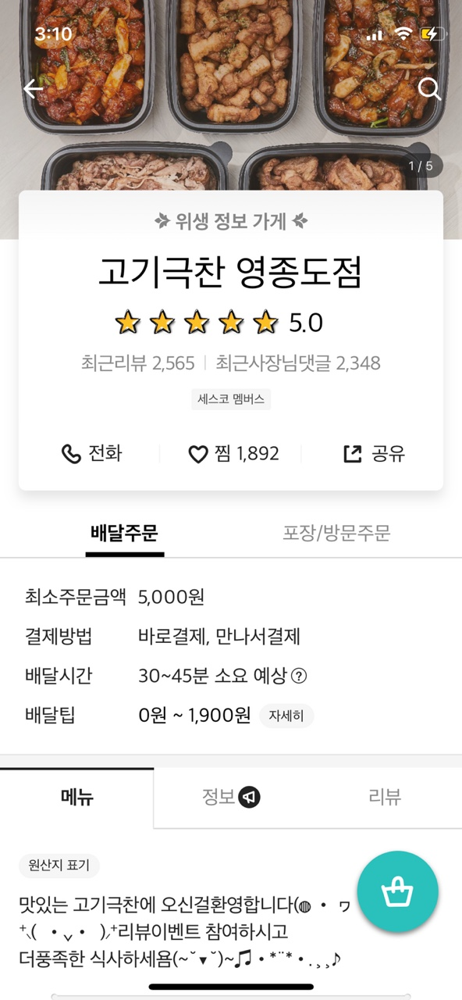 3:10
1 / 5
위생 정보 가게
고기극찬 영종도점
5.0
최근리뷰 2,565 | 최근사장님댓글 2,348
세스코 멤버스
전화
찜 1,892
공유
배달주문
포장/방문주문
최소주문금액 5,000원
결제방법 바로결제, 만나서결제
배달시간 30~45분 소요 예상 ?
배달팁 0원 ~ 1,900원 자세히
메뉴
정보
리뷰
원산지 표기
맛있는 고기극찬에 오신걸환영합니다(◍ • ㅋ
⁺◟( •⌄• )◞⁺리뷰이벤트 참여하시고
더풍족한 식사하세욤(~˘▾˘)~♫•*¨*•.¸¸♪